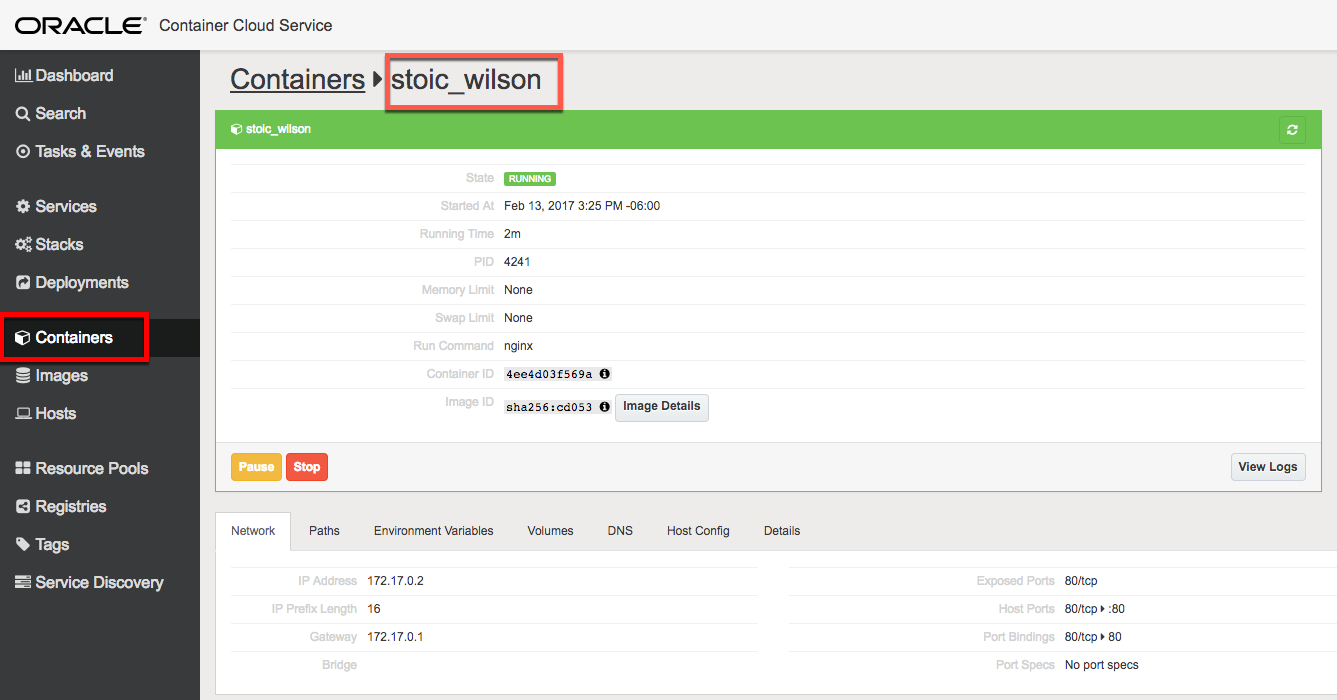 ORACLE® Container Cloud Service
Dashboard
Search
Tasks & Events
Services
Stacks
Deployments
Containers
Images
Hosts
Resource Pools
Registries
Tags
Service Discovery
Containers stoic_wilson
stoic_wilson
State RUNNING
Started At Feb 13, 2017 3:25 PM -06:00
Running Time 2m
PID 4241
Memory Limit None
Swap Limit None
Run Command nginx
Container ID 4ee4d03f569a
Image ID sha256:cd053 Image Details
Pause Stop View Logs
Network Paths Environment Variables Volumes DNS Host Config Details
IP Address 172.17.0.2
IP Prefix Length 16
Gateway 172.17.0.1
Bridge
Exposed Ports 80/tcp
Host Ports 80/tcp :80
Port Bindings 80/tcp 80
Port Specs No port specs